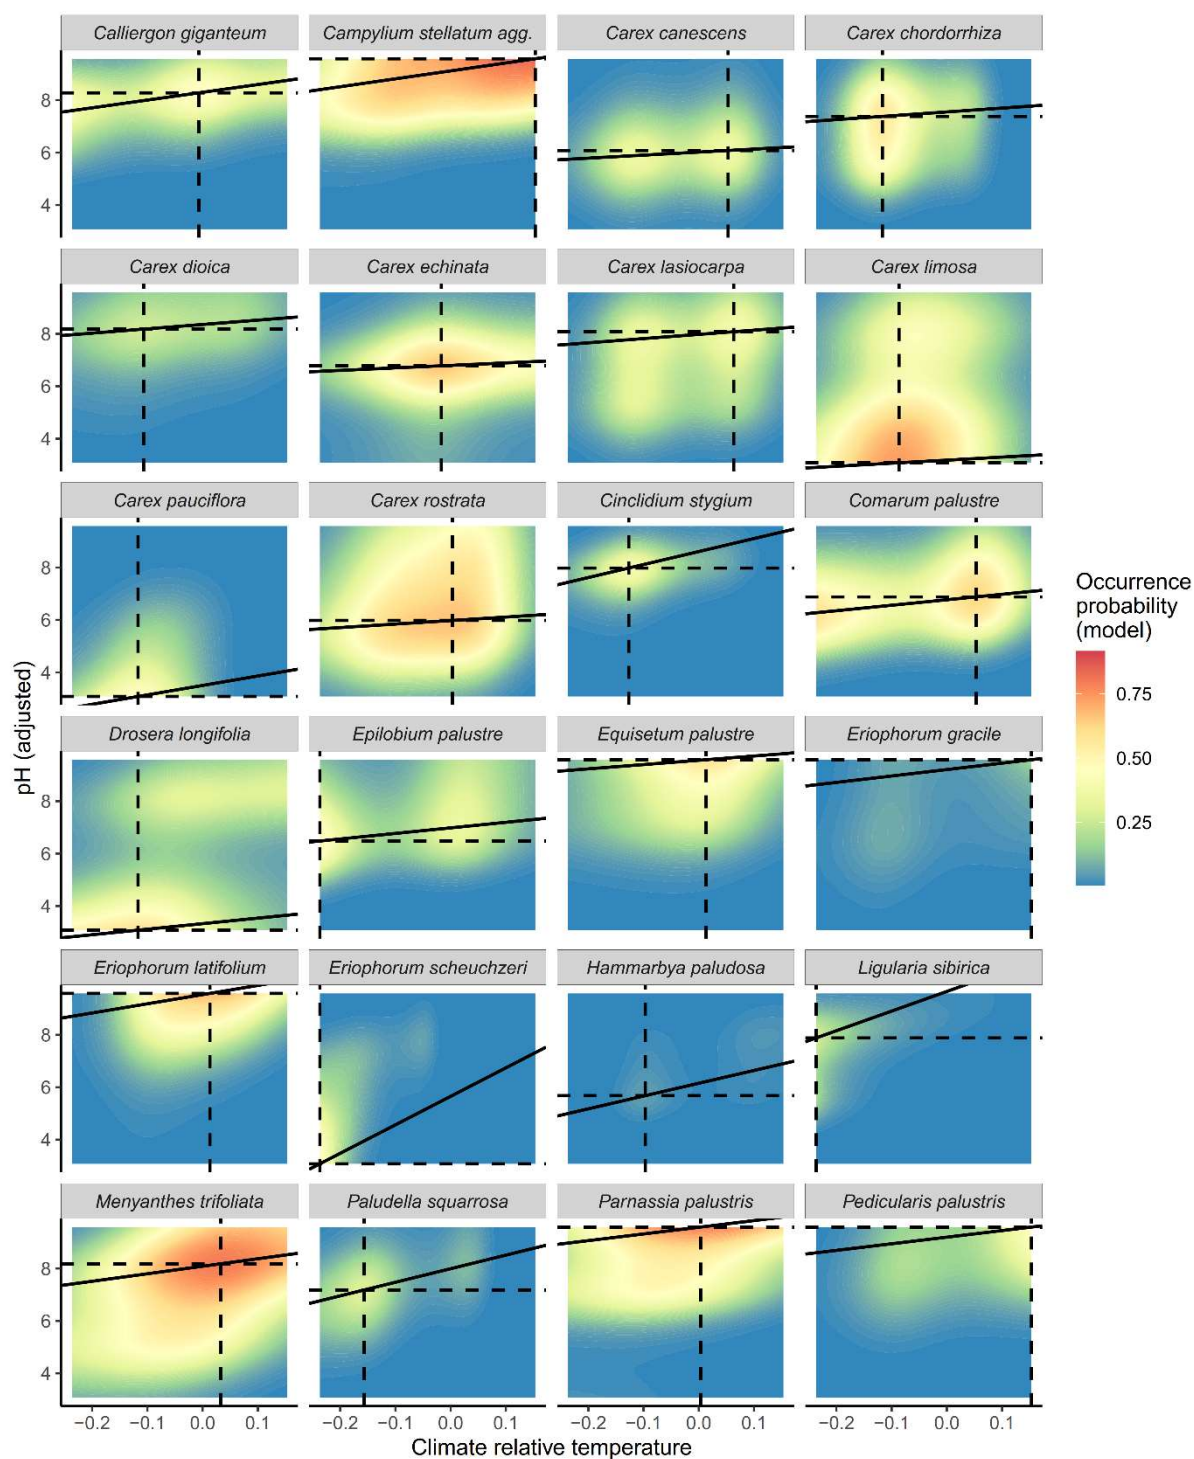 Calliergon giganteum
Campylium stellatum agg.
Carex canescens
Carex chordorrhiza
8
6
4
Carex dioica
Carex echinata
Carex lasiocarpa
Carex limosa
8
6
4
Carex pauciflora
Carex rostrata
Cinclidium stygium
Comarum palustre
8
6
4
Drosera longifolia
Epilobium palustre
Equisetum palustre
Eriophorum gracile
8
6
4
Eriophorum latifolium
Eriophorum scheuchzeri
Hammarbya paludosa
Ligularia sibirica
8
6
4
Menyanthes trifoliata
Paludella squarrosa
Parnassia palustris
Pedicularis palustris
8
6
4
−0.2 −0.1 0.0 0.1
−0.2 −0.1 0.0 0.1
−0.2 −0.1 0.0 0.1
−0.2 −0.1 0.0 0.1
Climate relative temperature
pH (adjusted)
Occurrence
probability
(model)
0.75
0.50
0.25